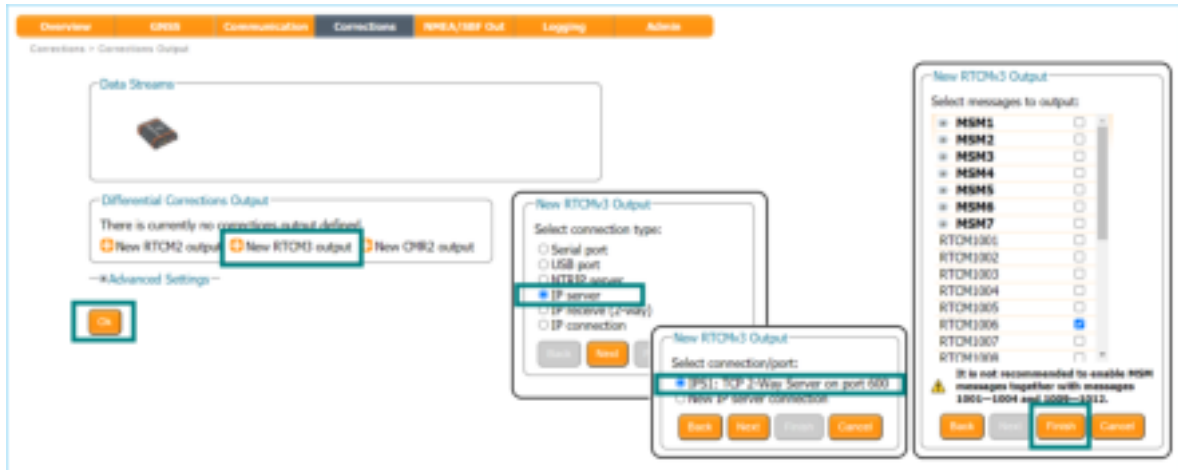 Overview GNSS Communication Corrections NMEA/SBF Out Logging Admin
Corrections > Corrections Output
Data Streams
Differential Corrections Output
There is currently no corrections output defined.
New RTCM2 output New RTCM3 output New CMR2 output
Advanced Settings
Ok
New RTCMv3 Output
Select connection type:
Serial port
USB port
NTRIP server
IP server
IP receive (2-way)
IP connection
Back Next
New RTCMv3 Output
Select connection/port:
IPS1: TCP 2-Way Server on port 600
New IP server connection
Back Next Finish Cancel
New RTCMv3 Output
Select messages to output:
MSM1
MSM2
MSM3
MSM4
MSM5
MSM6
MSM7
RTCM1001
RTCM1002
RTCM1003
RTCM1004
RTCM1005
RTCM1006
RTCM1007
RTCM1008
It is not recommended to enable MSM
messages together with messages
1001—1004 and 1009—1012.
Back Next Finish Cancel